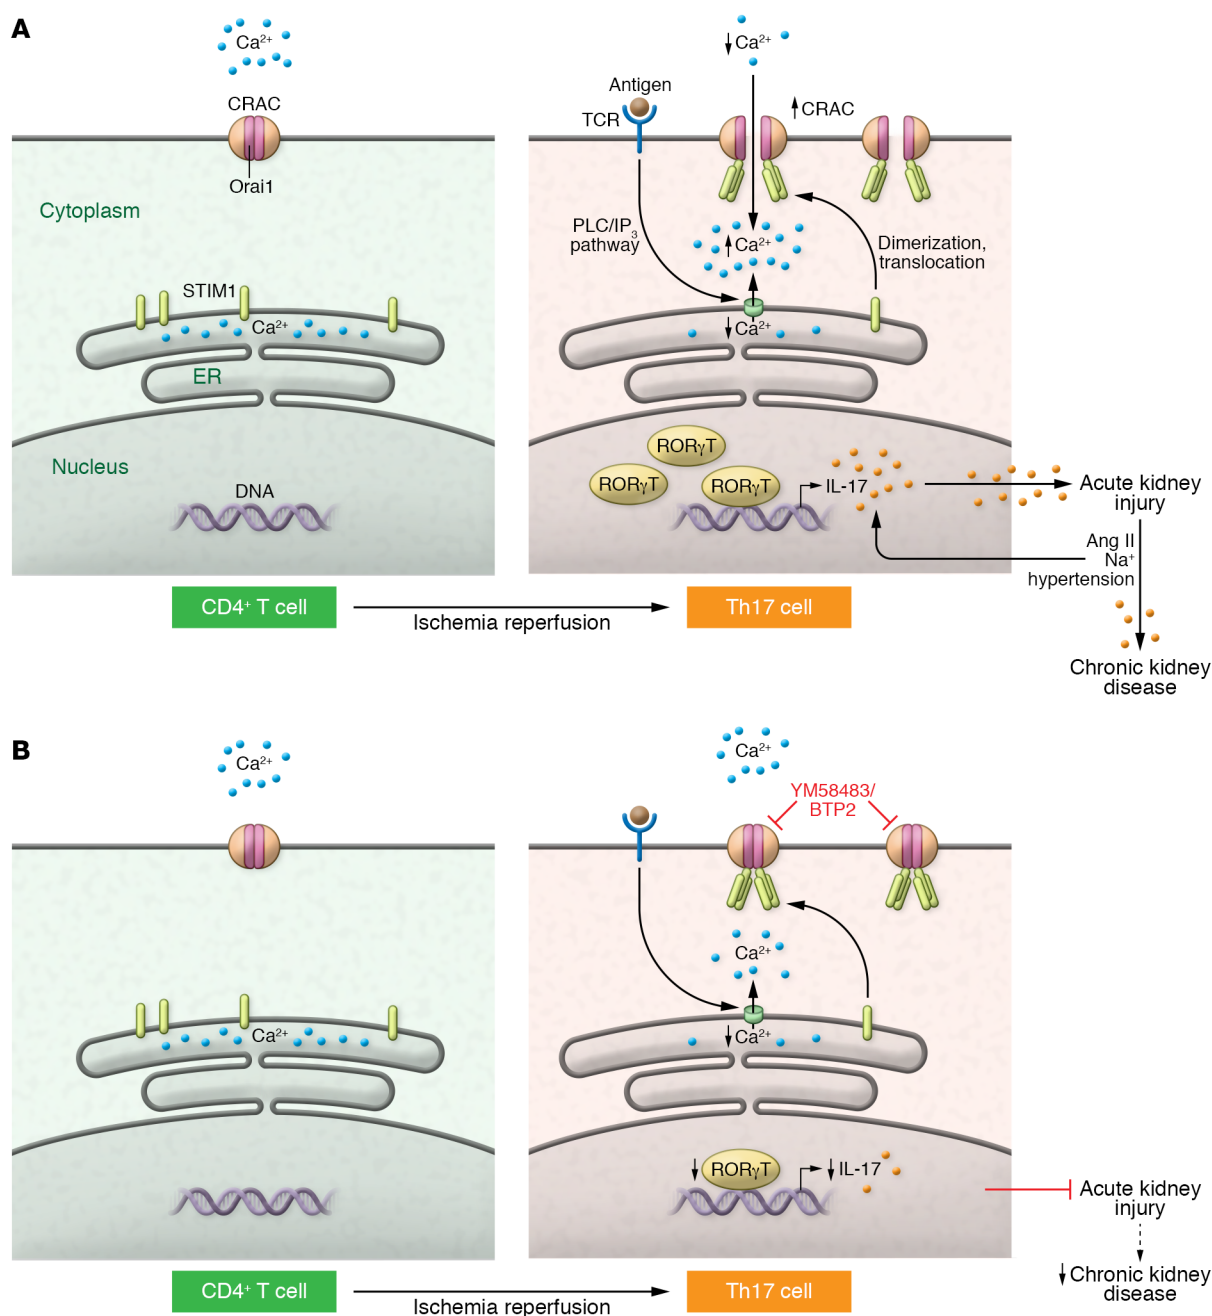 A
Ca²⁺
CRAC
Orai1
Cytoplasm
STIM1
Ca²⁺
ER
Nucleus
DNA
CD4⁺ T cell
Ischemia reperfusion
↓ Ca²⁺
Antigen
TCR
↑ CRAC
PLC/IP₃
pathway
↑ Ca²⁺
Dimerization,
translocation
↓ Ca²⁺
RORγT
RORγT
RORγT
IL-17
Th17 cell
Acute kidney
injury
Ang II
Na⁺
hypertension
Chronic kidney
disease
B
Ca²⁺
Ca²⁺
CD4⁺ T cell
Ischemia reperfusion
Ca²⁺
YM58483/
BTP2
Ca²⁺
↓ Ca²⁺
↓ RORγT
↓ IL-17
Th17 cell
Acute kidney
injury
↓ Chronic kidney
disease